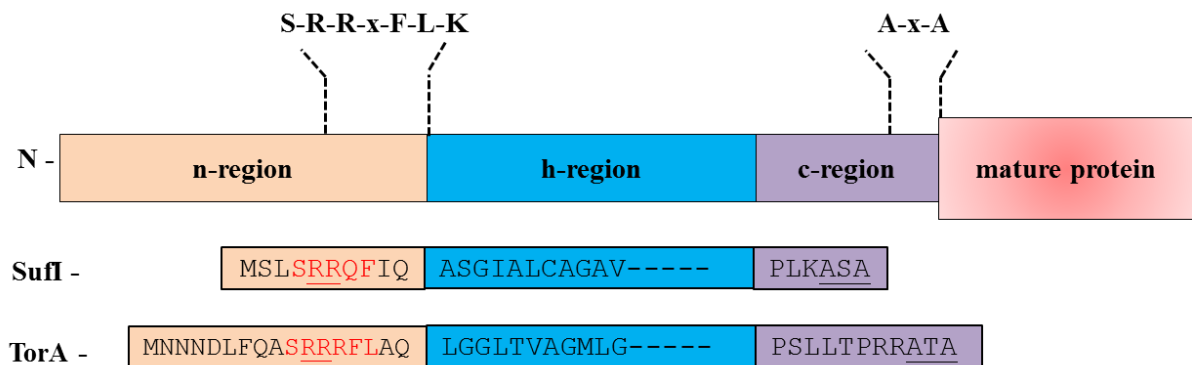 S-R-R-x-F-L-K A-x-A
N - n-region h-region c-region mature protein
SufI - MSLSRRQFIQ ASGIALCAGAV----- PLKASA
TorA - MNNNDLFQASRRRFLAQ LGGLTVAGMLG----- PSLLTPRRATA